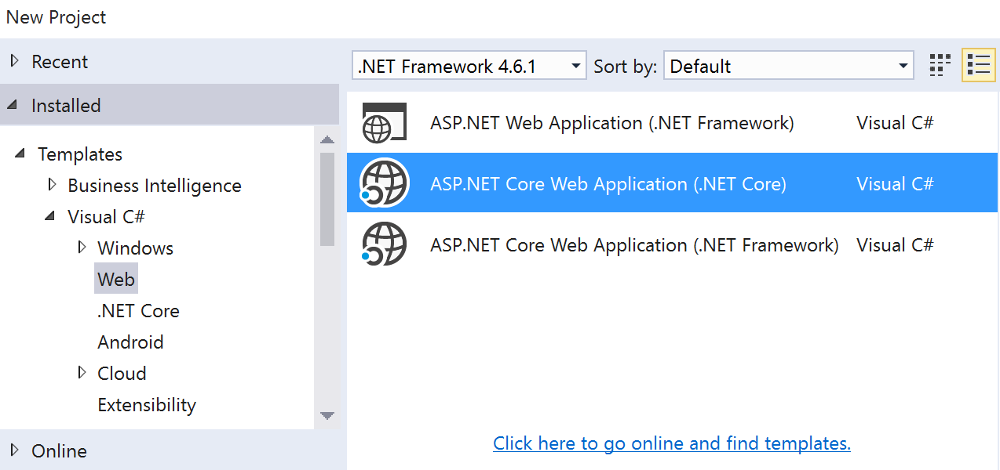 New Project
Recent
Installed
Templates
Business Intelligence
Visual C#
Windows
Web
.NET Core
Android
Cloud
Extensibility
Online
.NET Framework 4.6.1
Sort by:
Default
ASP.NET Web Application (.NET Framework) Visual C#
ASP.NET Core Web Application (.NET Core) Visual C#
ASP.NET Core Web Application (.NET Framework) Visual C#
Click here to go online and find templates.